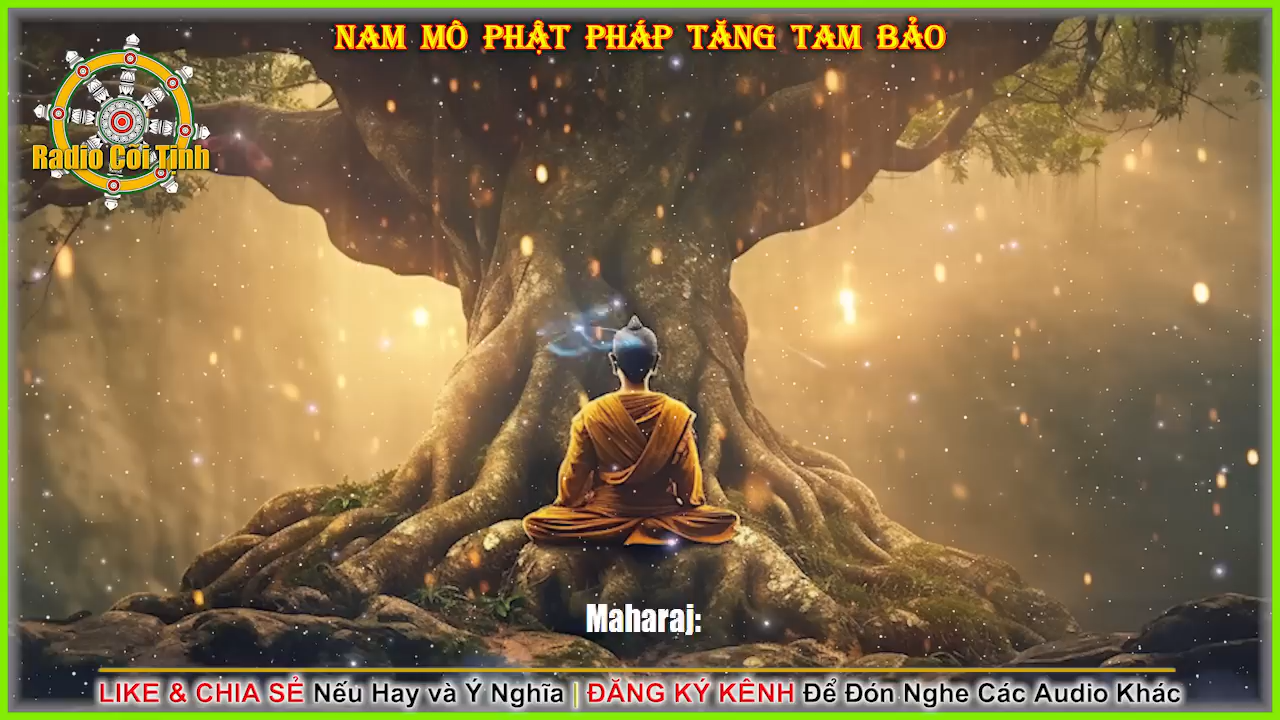 NAM MÔ PHẬT PHÁP TĂNG TAM BẢO
Radio Cõi Tịnh
Maharaj:
LIKE & CHIA SẺ Nếu Hay và Ý Nghĩa | ĐĂNG KÝ KÊNH Để Đón Nghe Các Audio Khác